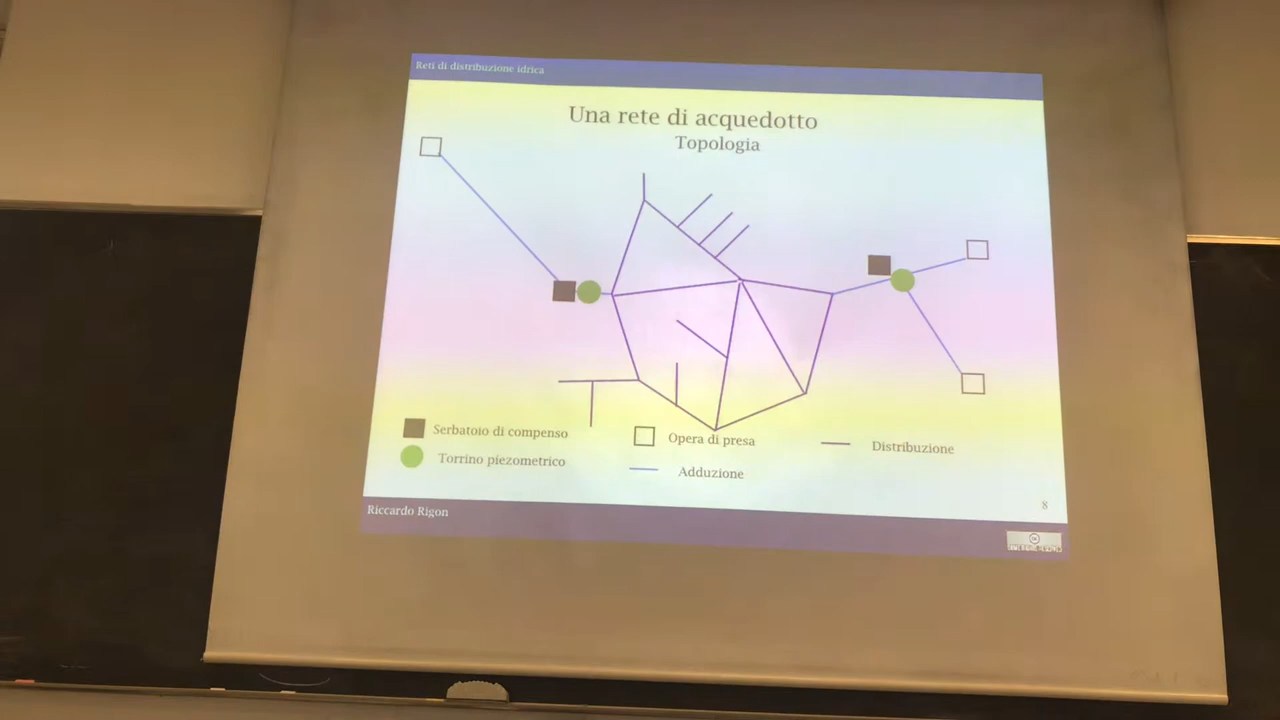 Reti di distribuzione idrica
Una rete di acquedotto
Topologia
Serbatoio di compenso
Opera di presa
Distribuzione
Torrino piezometrico
Adduzione
8
Riccardo Rigon